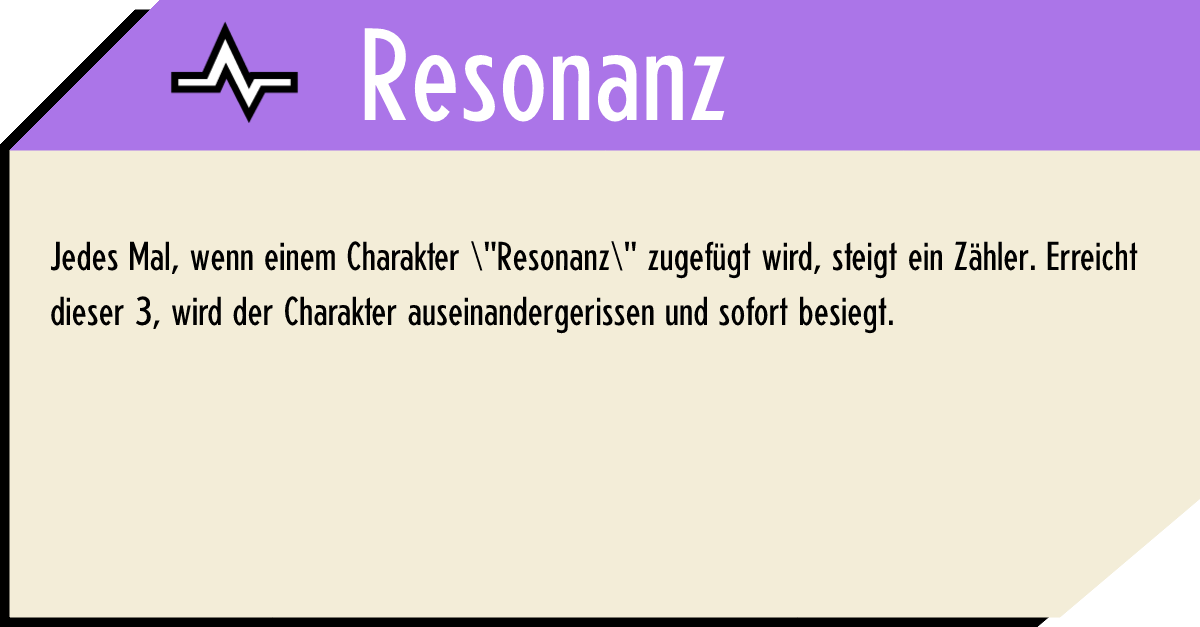 Resonanz
Jedes Mal, wenn einem Charakter \"Resonanz\" zugefügt wird, steigt ein Zähler. Erreicht
dieser 3, wird der Charakter auseinandergerissen und sofort besiegt.